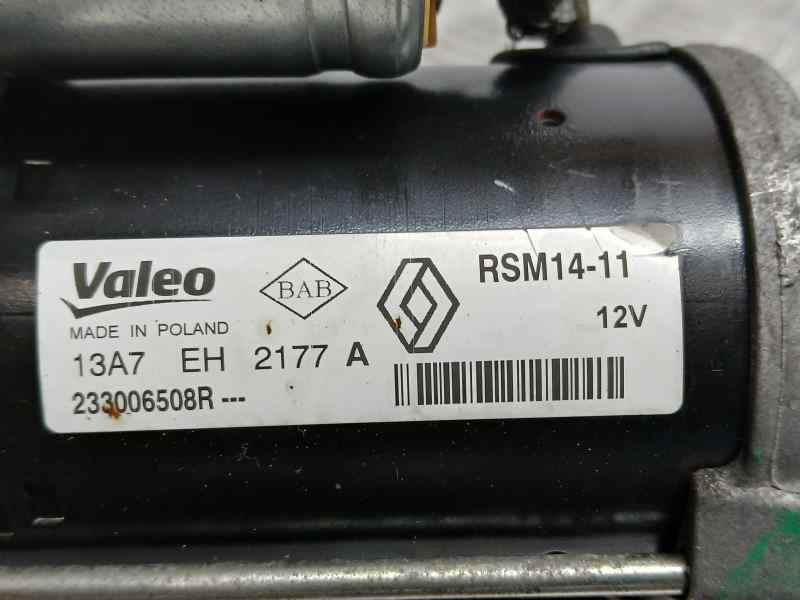 Valeo
BAB
RSM14-11
MADE IN POLAND
12V
13A7 EH 2177 A
233006508R ---